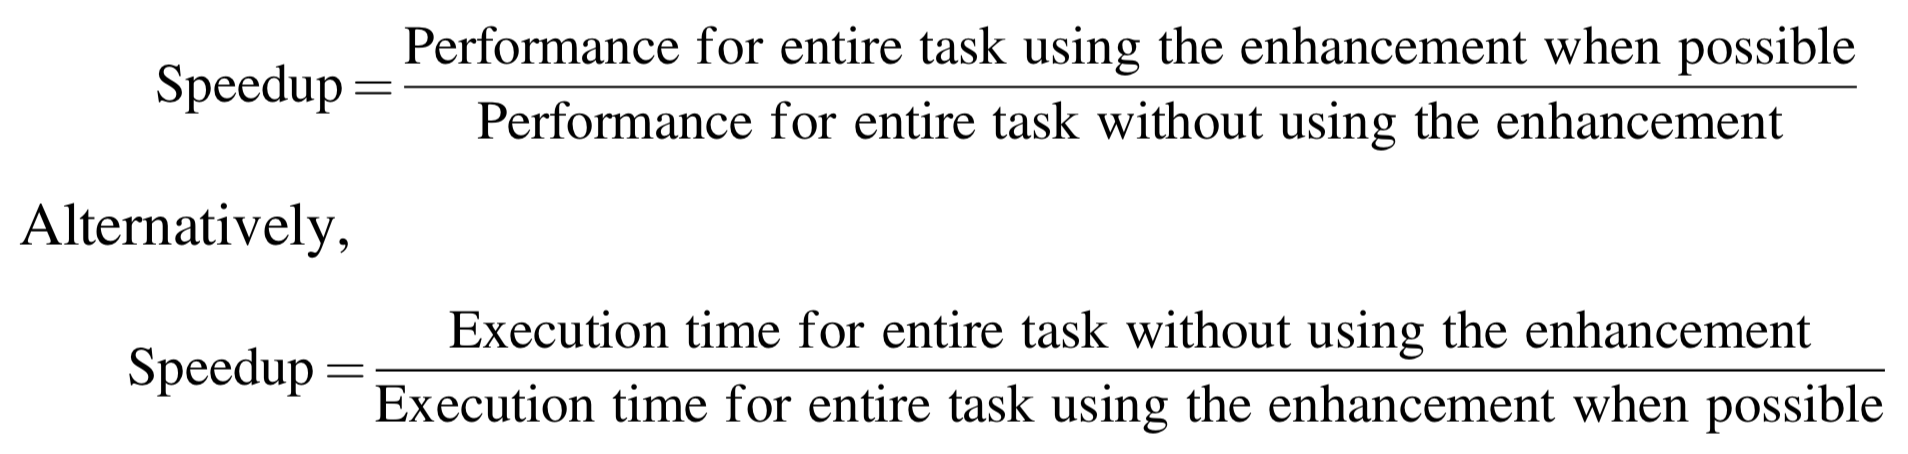 Speedup = Performance for entire task using the enhancement when possible / Performance for entire task without using the enhancement
Alternatively,
Speedup = Execution time for entire task without using the enhancement / Execution time for entire task using the enhancement when possible